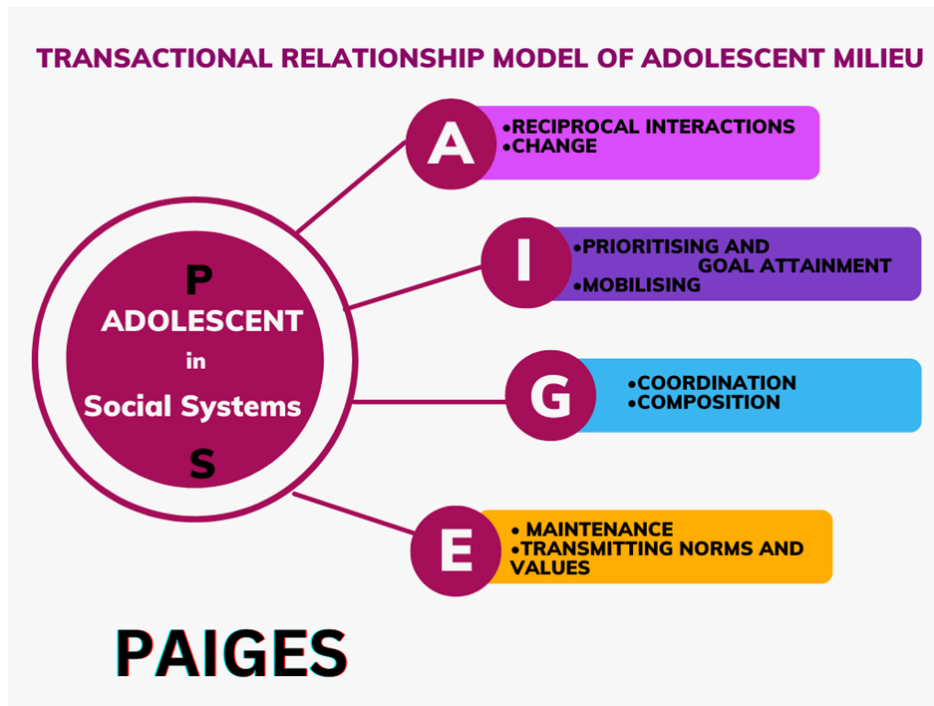 TRANSACTIONAL RELATIONSHIP MODEL OF ADOLESCENT MILIEU
A
•RECIPROCAL INTERACTIONS
•CHANGE
I
•PRIORITISING AND
GOAL ATTAINMENT
•MOBILISING
P
ADOLESCENT
in
Social Systems
S
G
•COORDINATION
•COMPOSITION
E
• MAINTENANCE
•TRANSMITTING NORMS AND
VALUES
PAIGES